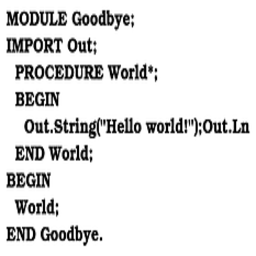 MODULE Goodbye;
IMPORT Out;
PROCEDURE World*;
BEGIN
Out.String("Hello world!");Out.Ln
END World;
BEGIN
World;
END Goodbye.